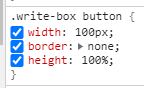 .write-box button {
width: 100px;
border: none;
height: 100%;
}